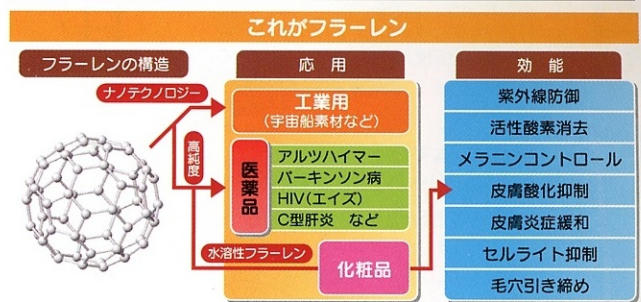 これがフラーレン
フラーレンの構造
応用
効能
ナノテクノロジー
高純度
水溶性フラーレン
工業用
(宇宙船素材など)
医薬品
アルツハイマー
パーキンソン病
HIV(エイズ)
C型肝炎 など
化粧品
紫外線防御
活性酸素消去
メラニンコントロール
皮膚酸化抑制
皮膚炎症緩和
セルライト抑制
毛穴引き締め